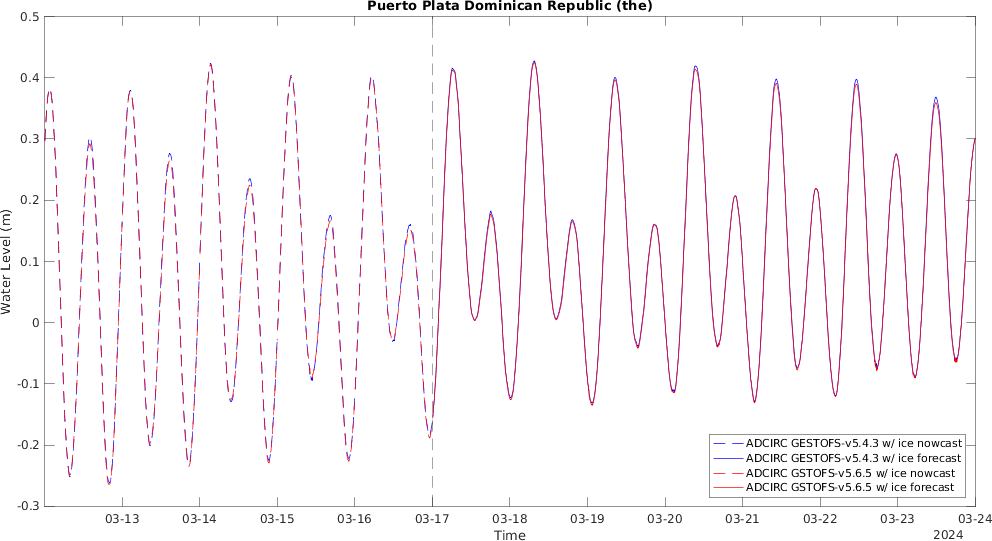 Puerto Plata Dominican Republic (the)
0.5
0.4
0.3
0.2
0.1
0
-0.1
-0.2
-0.3
Water Level (m)
ADCIRC GESTOFS-v5.4.3 w/ ice nowcast
ADCIRC GESTOFS-v5.4.3 w/ ice forecast
ADCIRC GSTOFS-v5.6.5 w/ ice nowcast
ADCIRC GSTOFS-v5.6.5 w/ ice forecast
03-13 03-14 03-15 03-16 03-17 03-18 03-19 03-20 03-21 03-22 03-23 03-24
Time
2024